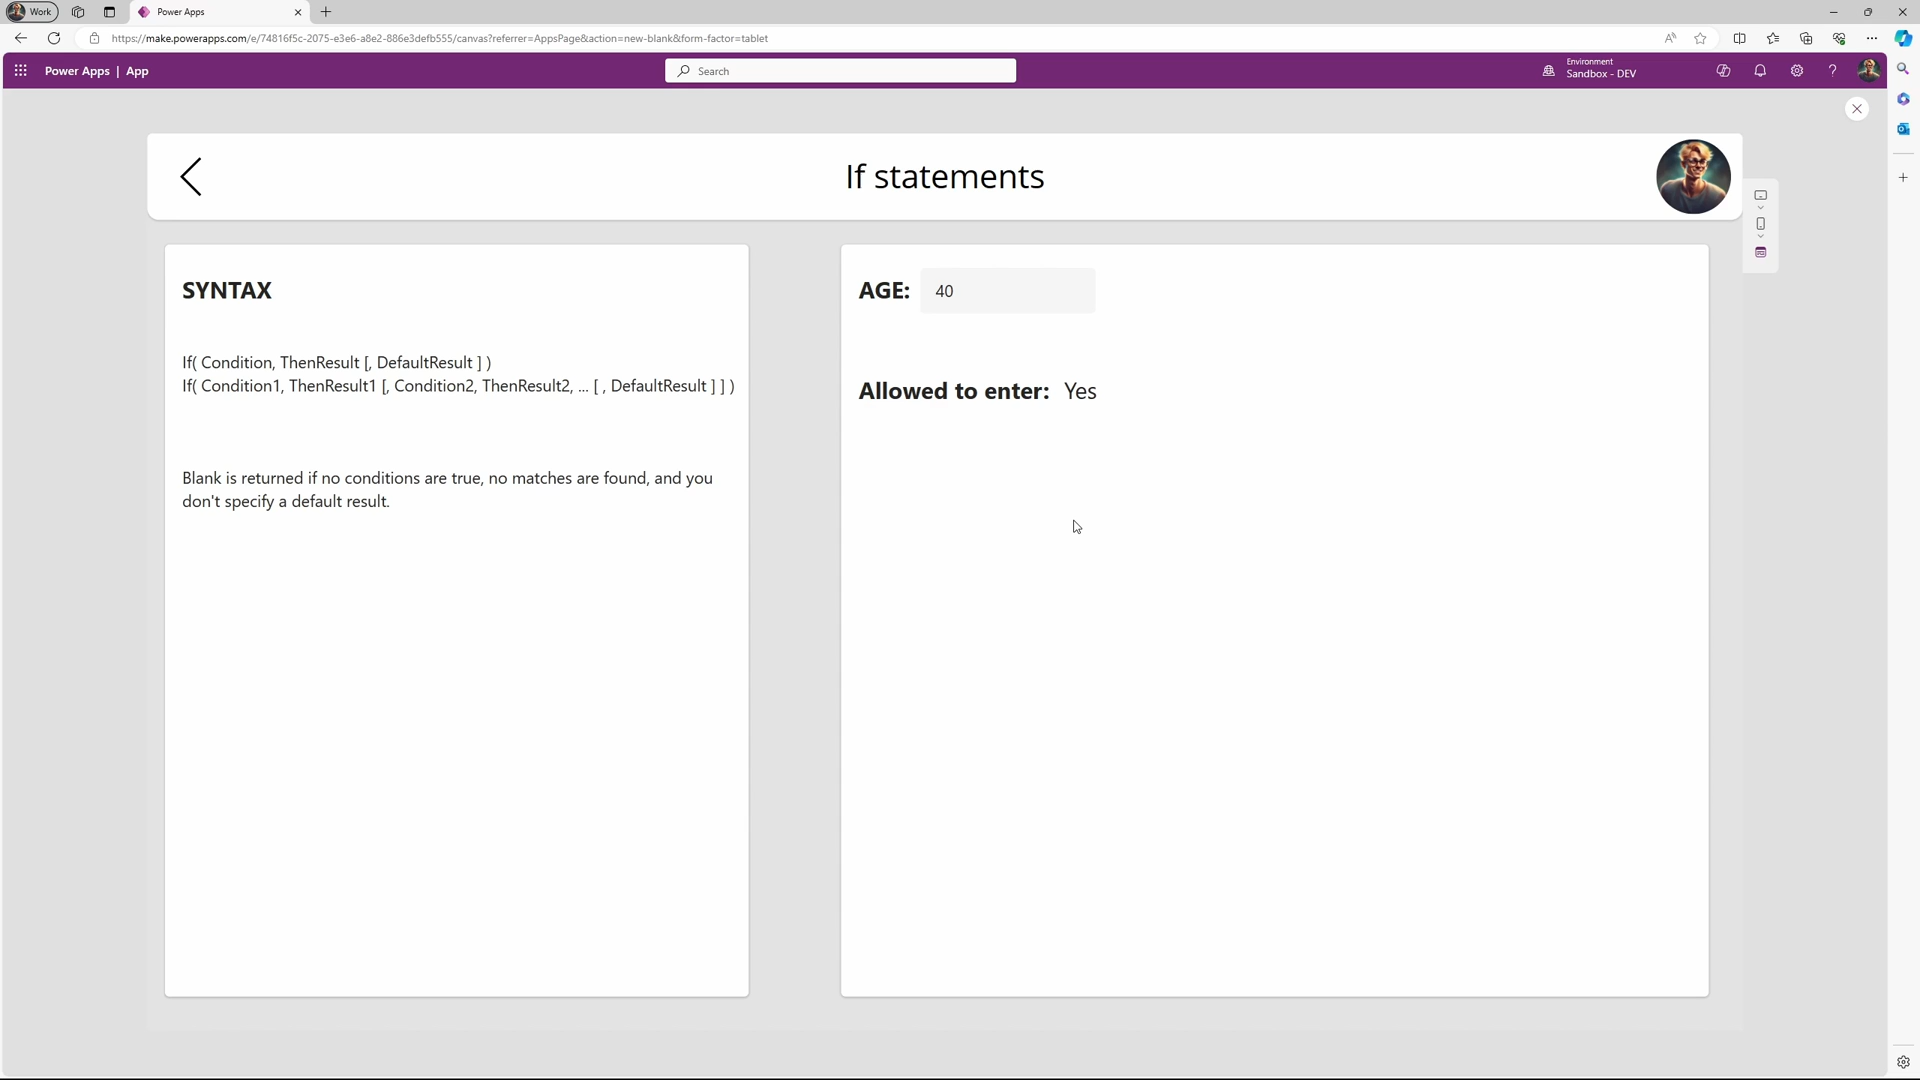 Work
Power Apps
https://make.powerapps.com/e/74816f5c-2075-e3e6-a8e2-886e3defb555/canvas?referrer=AppsPage&action=new-blank&form-factor=tablet
Power Apps | App
Search
Environment
Sandbox - DEV
If statements
SYNTAX
If( Condition, ThenResult [, DefaultResult ] )
If( Condition1, ThenResult1 [, Condition2, ThenResult2, ... [ , DefaultResult ] ] )
Blank is returned if no conditions are true, no matches are found, and you
don't specify a default result.
AGE: 40
Allowed to enter: Yes